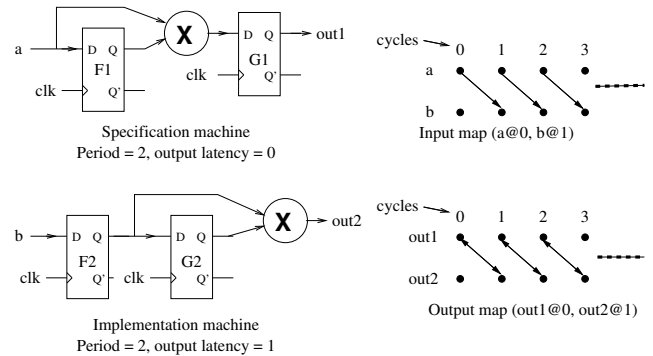 a
D Q
F1
clk
Q'
X
D Q
G1
clk
Q'
out1
Specification machine
Period = 2, output latency = 0
cycles
0 1 2 3
a
b
Input map (a@0, b@1)
b
D Q
F2
clk
Q'
D Q
G2
clk
Q'
X
out2
Implementation machine
Period = 2, output latency = 1
cycles
0 1 2 3
out1
out2
Output map (out1@0, out2@1)